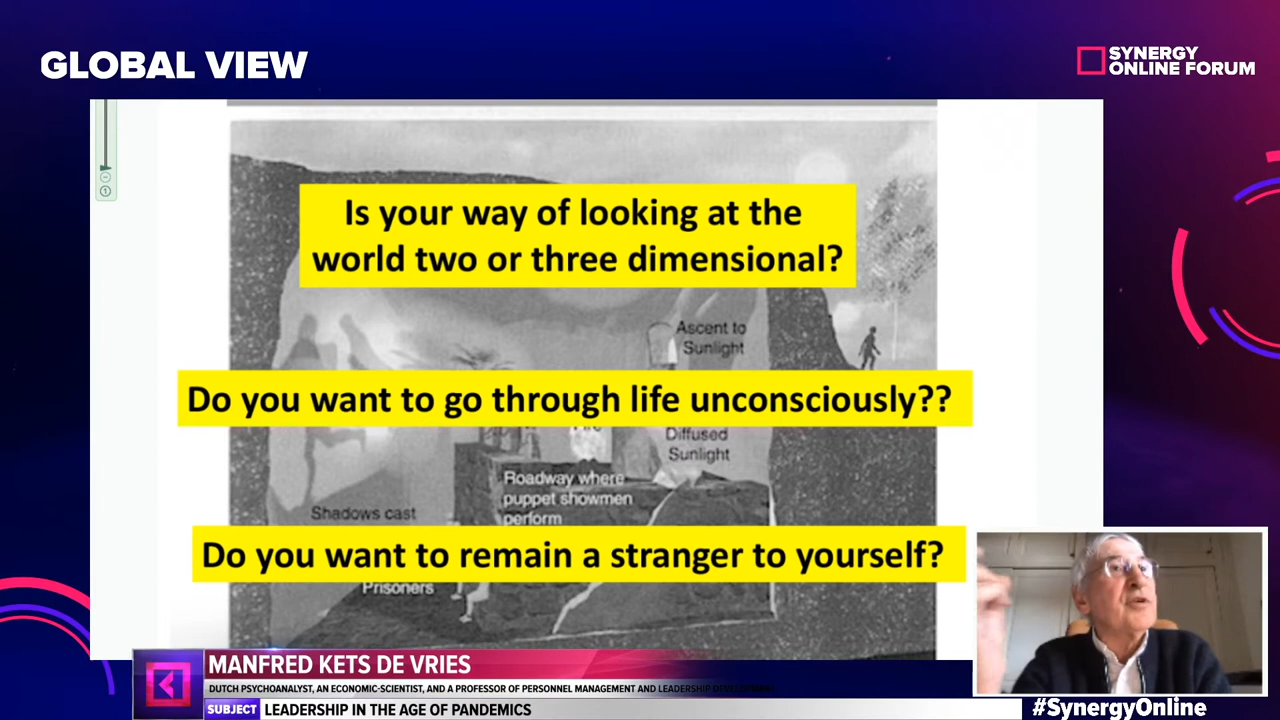 GLOBAL VIEW
SYNERGY
ONLINE FORUM
Is your way of looking at the
world two or three dimensional?
Ascent to
Sunlight
Do you want to go through life unconsciously??
Diffused
Sunlight
Roadway where
puppet showmen
perform
Shadows cast
Do you want to remain a stranger to yourself?
Prisoners
MANFRED KETS DE VRIES
DUTCH PSYCHOANALYST, AN ECONOMIC-SCIENTIST, AND A PROFESSOR OF PERSONNEL MANAGEMENT AND LEADERSHIP DEVELOPMENT
SUBJECT LEADERSHIP IN THE AGE OF PANDEMICS
#SynergyOnline